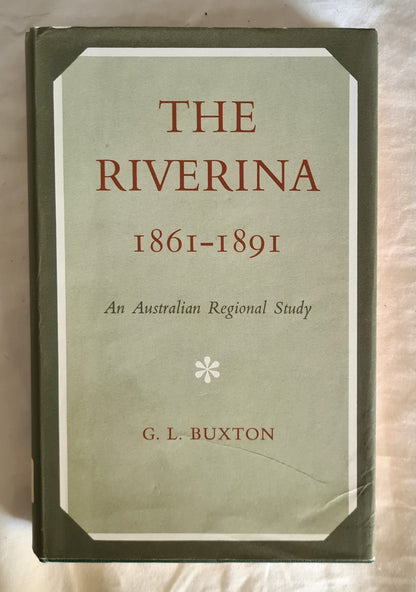 THE
RIVERINA
1861–1891
An Australian Regional Study
G. L. BUXTON